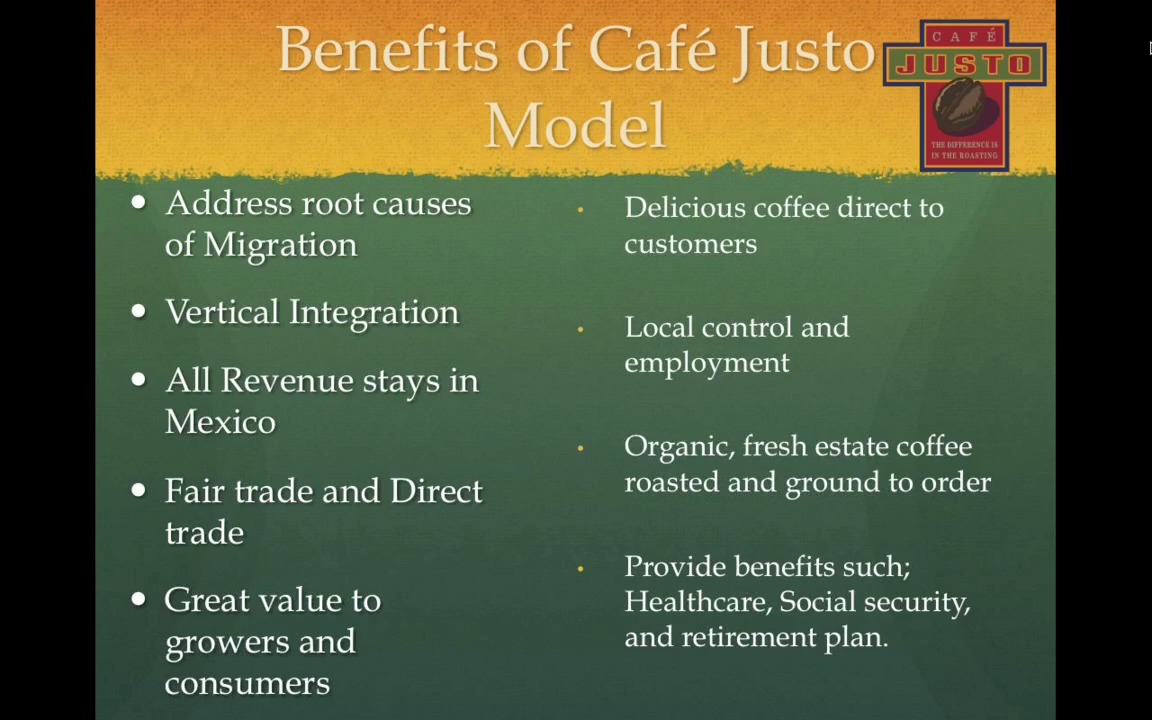 Benefits of Café Justo
Model
CAFÉ
JUSTO
THE DIFFERENCE IS
IN THE ROASTING
• Address root causes
of Migration
• Vertical Integration
• All Revenue stays in
Mexico
• Fair trade and Direct
trade
• Great value to
growers and
consumers
• Delicious coffee direct to
customers
• Local control and
employment
• Organic, fresh estate coffee
roasted and ground to order
• Provide benefits such;
Healthcare, Social security,
and retirement plan.